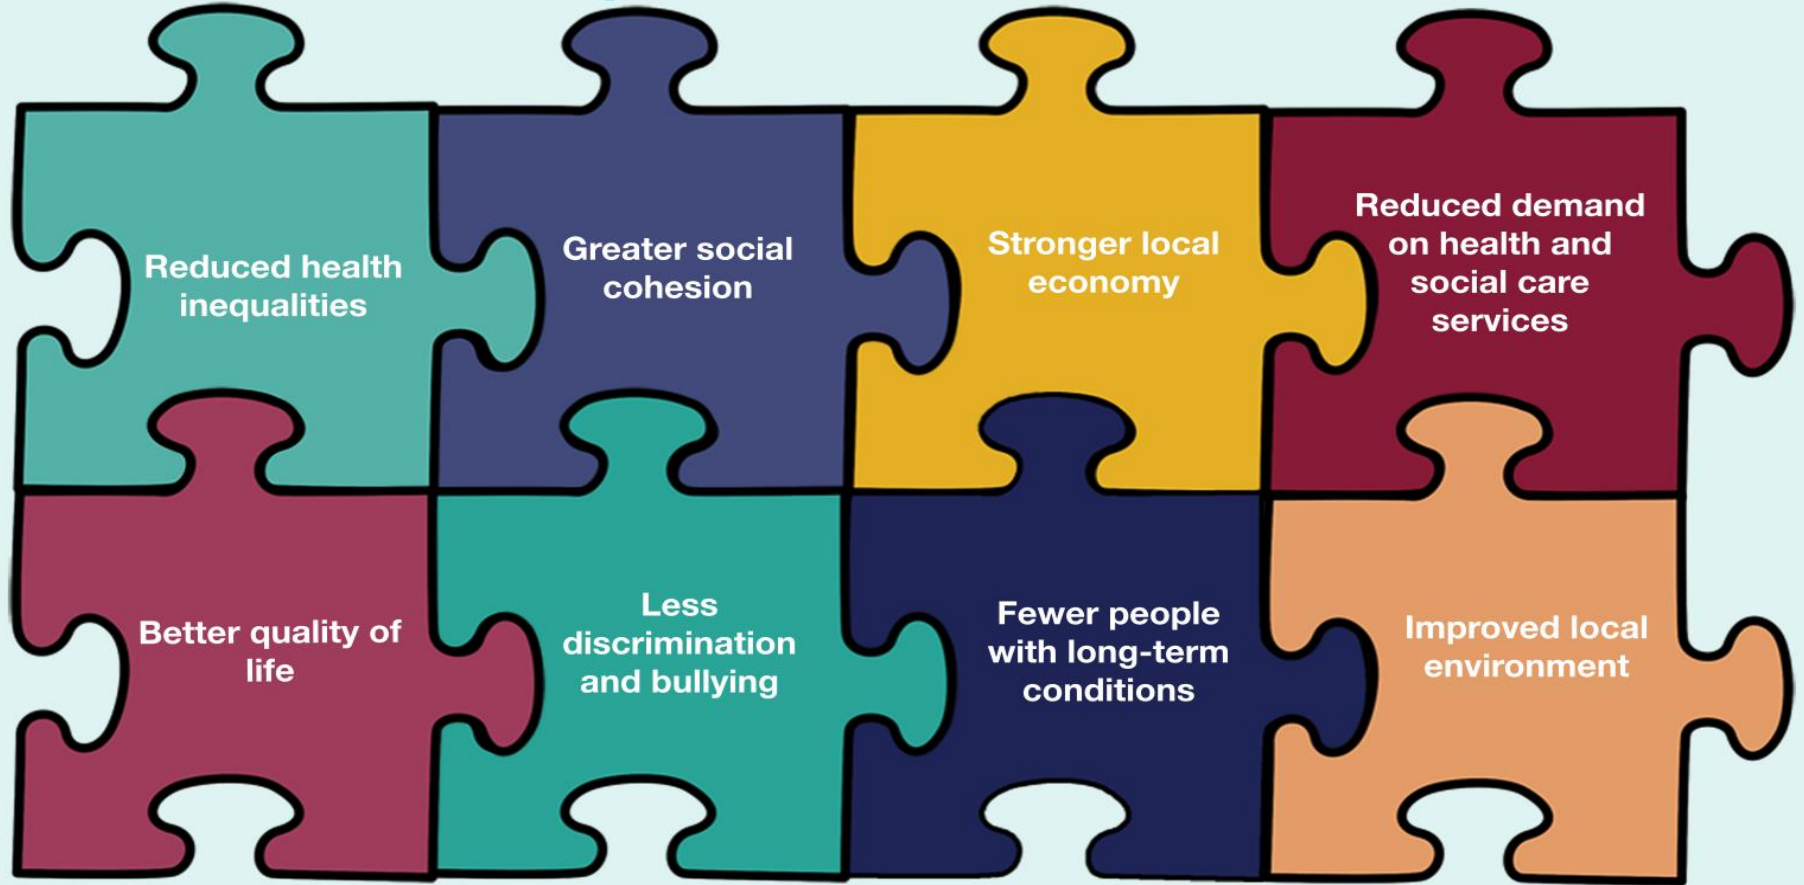 Reduced health
inequalities
Greater social
cohesion
Stronger local
economy
Reduced demand
on health and
social care
services
Better quality of
life
Less
discrimination
and bullying
Fewer people
with long-term
conditions
Improved local
environment